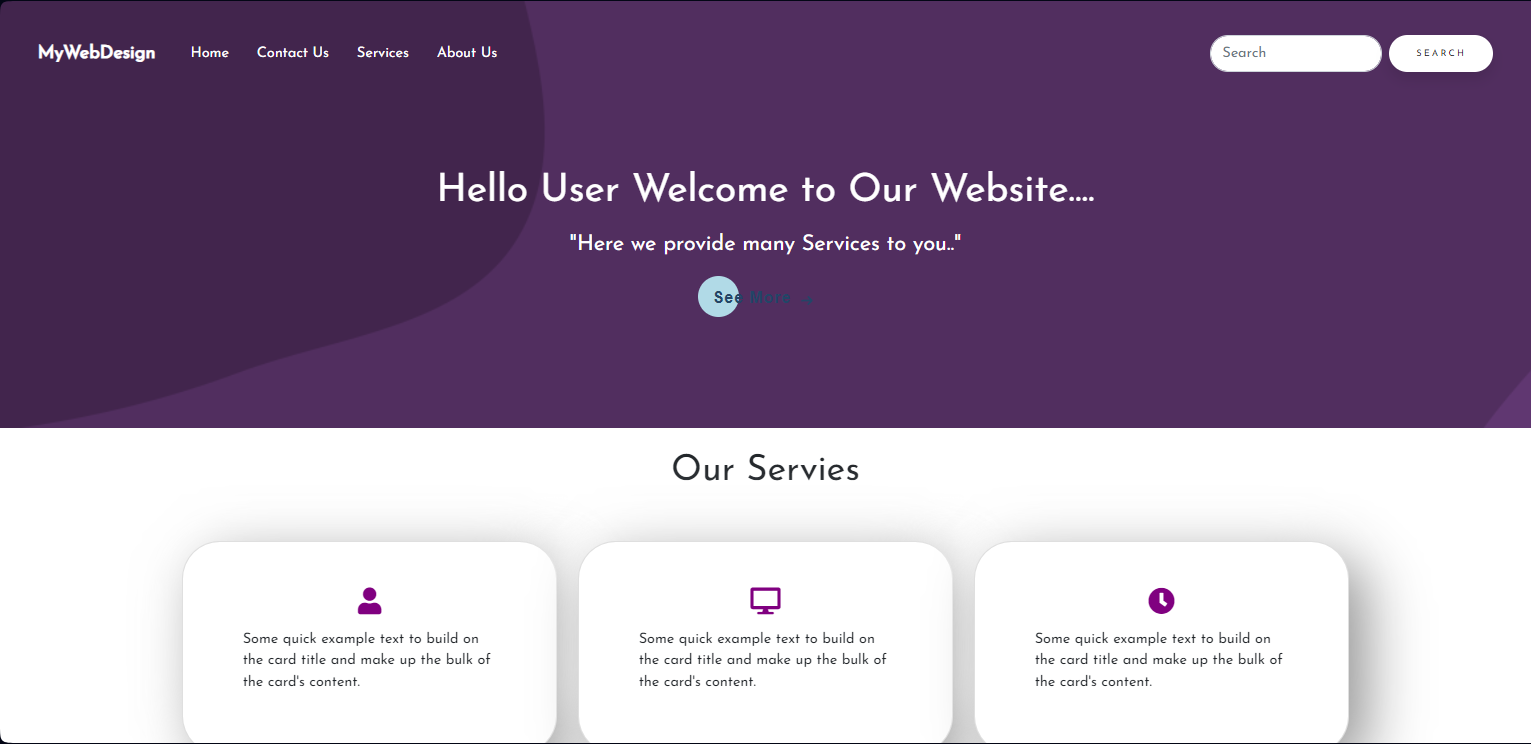 MyWebDesign Home Contact Us Services About Us Search SEARCH
Hello User Welcome to Our Website....
"Here we provide many Services to you.."
See More
Our Servies
Some quick example text to build on
the card title and make up the bulk of
the card's content.
Some quick example text to build on
the card title and make up the bulk of
the card's content.
Some quick example text to build on
the card title and make up the bulk of
the card's content.